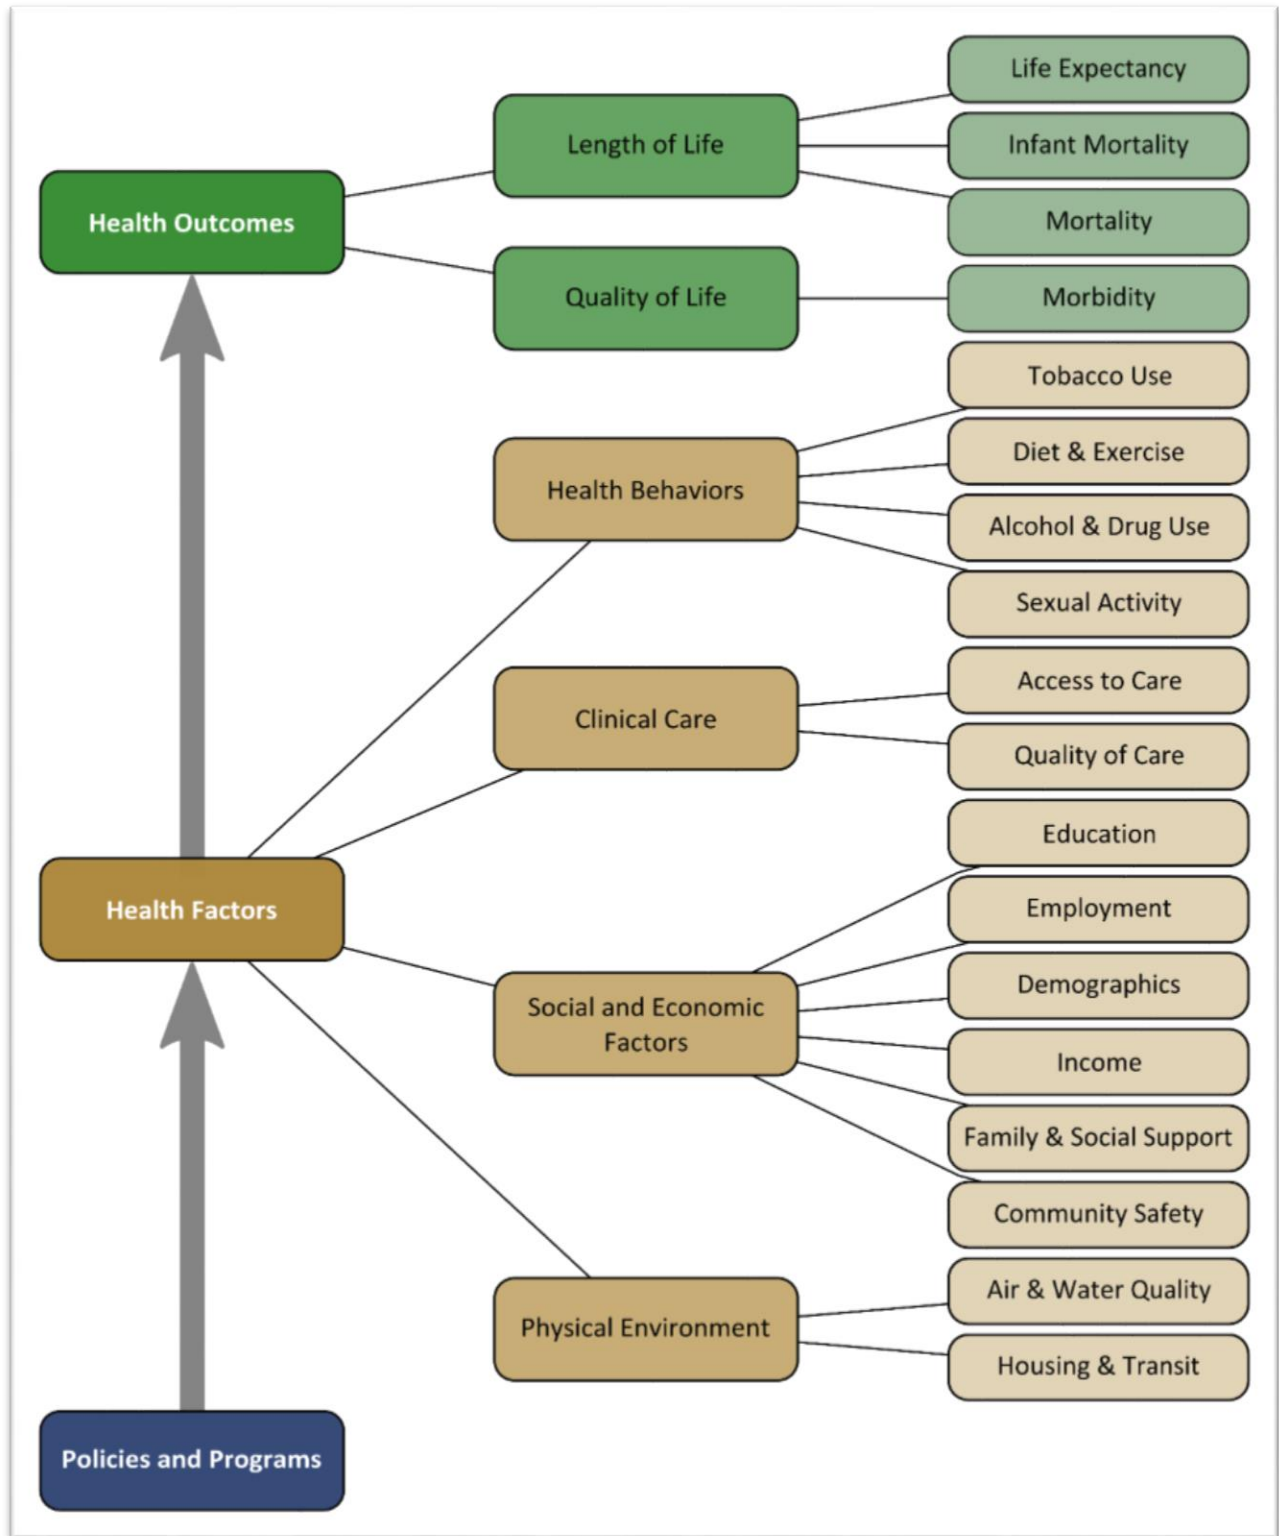 Life Expectancy
Length of Life
Infant Mortality
Health Outcomes
Mortality
Quality of Life
Morbidity
Tobacco Use
Diet & Exercise
Health Behaviors
Alcohol & Drug Use
Sexual Activity
Access to Care
Clinical Care
Quality of Care
Education
Health Factors
Employment
Demographics
Social and Economic
Factors
Income
Family & Social Support
Community Safety
Air & Water Quality
Physical Environment
Housing & Transit
Policies and Programs